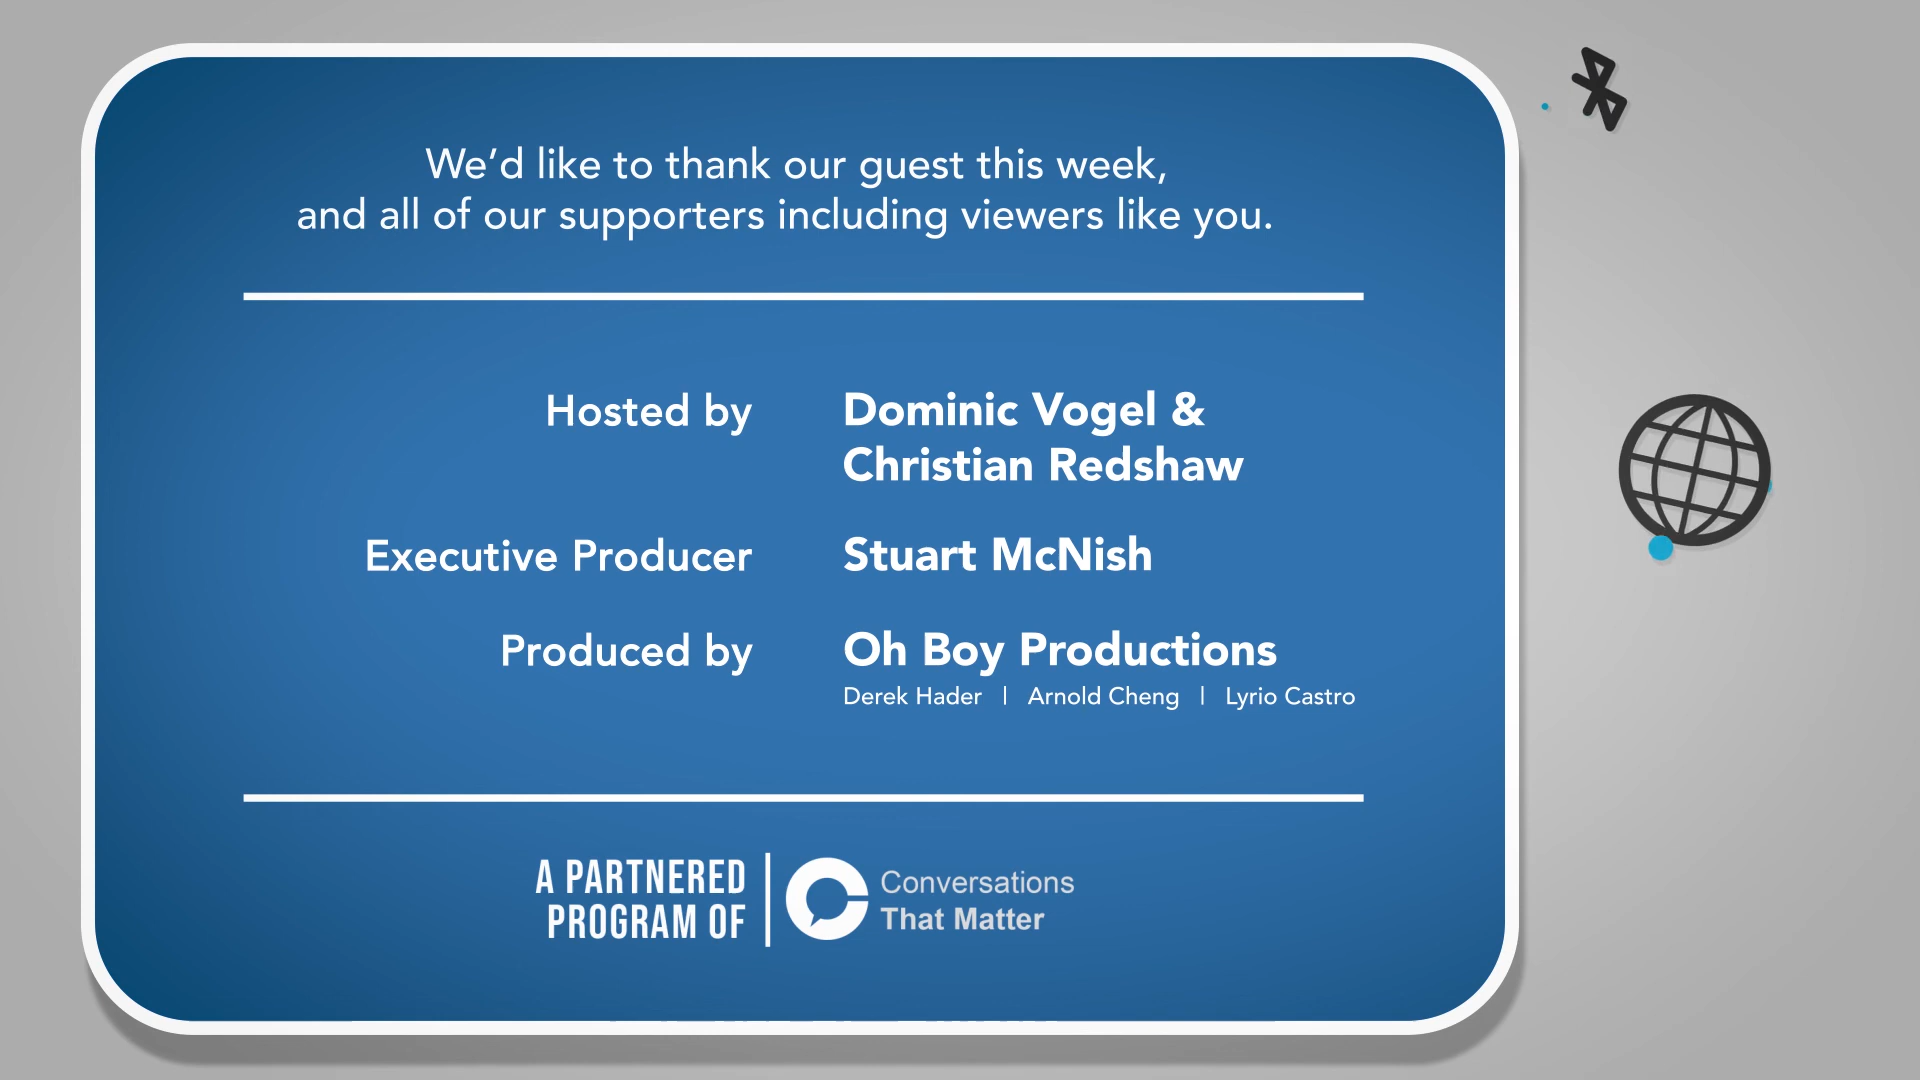 We’d like to thank our guest this week,
and all of our supporters including viewers like you.
Hosted by Dominic Vogel &
Christian Redshaw
Executive Producer Stuart McNish
Produced by Oh Boy Productions
Derek Hader | Arnold Cheng | Lyrio Castro
A PARTNERED
PROGRAM OF
Conversations
That Matter